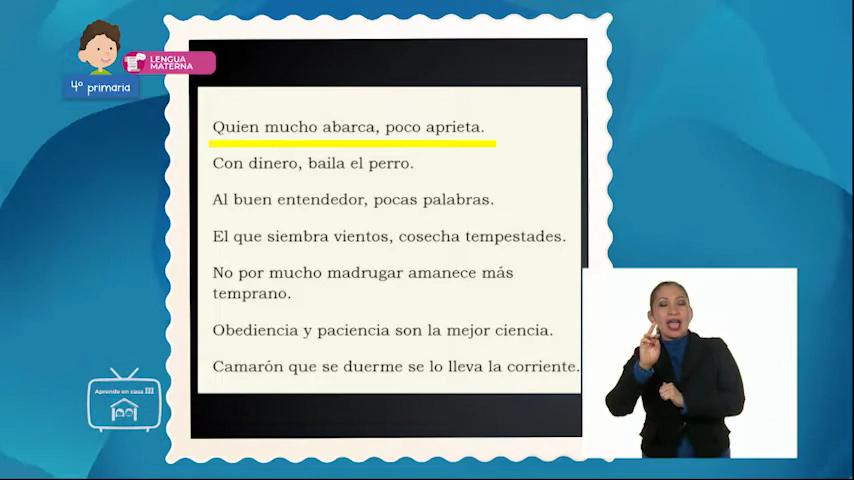 LENGUA
MATERNA
4º primaria
Quien mucho abarca, poco aprieta.
Con dinero, baila el perro.
Al buen entendedor, pocas palabras.
El que siembra vientos, cosecha tempestades.
No por mucho madrugar amanece más
temprano.
Obediencia y paciencia son la mejor ciencia.
Camarón que se duerme se lo lleva la corriente.
Aprende en casa III